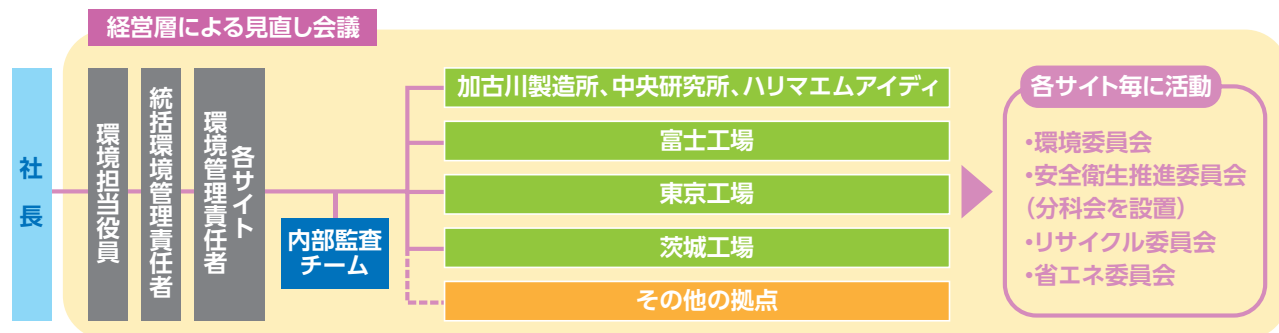 経営層による見直し会議
社長
環境担当役員
統括環境管理責任者
各サイト
環境管理責任者
内部監査
チーム
加古川製造所、中央研究所、ハリマエムアイディ
富士工場
東京工場
茨城工場
その他の拠点
各サイト毎に活動
・環境委員会
・安全衛生推進委員会
（分科会を設置）
・リサイクル委員会
・省エネ委員会